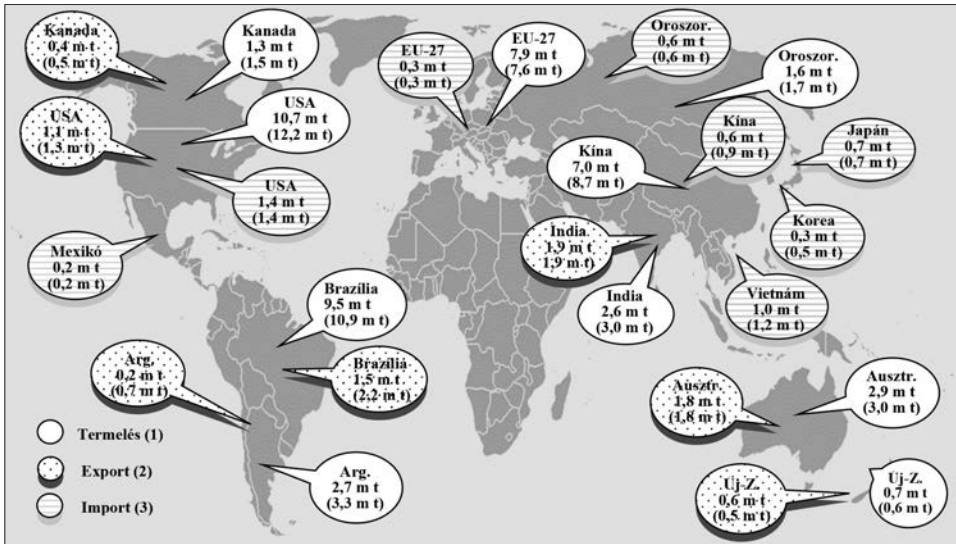 Kanada
0,4 m t
(0,5 m t)
Kanada
1,3 m t
(1,5 m t)
USA
1,1 m t
(1,3 m t)
USA
10,7 m t
(12,2 m t)
USA
1,4 m t
(1,4 m t)
Mexikó
0,2 m t
(0,2 m t)
EU-27
0,3 m t
(0,3 m t)
EU-27
7,9 m t
(7,6 m t)
Oroszor.
0,6 m t
(0,6 m t)
Oroszor.
1,6 m t
(1,7 m t)
Kína
7,0 m t
(8,7 m t)
Kína
0,6 m t
(0,9 m t)
Japán
0,7 m t
(0,7 m t)
Korea
0,3 m t
(0,5 m t)
India
1,9 m t
1,9 m t)
India
2,6 m t
(3,0 m t)
Vietnám
1,0 m t
(1,2 m t)
Brazília
9,5 m t
(10,9 m t)
Brazília
1,5 m t
(2,2 m t)
Arg.
0,2 m t
(0,7 m t)
Arg.
2,7 m t
(3,3 m t)
Ausztr.
1,8 m t
(1,8 m t)
Ausztr.
2,9 m t
(3,0 m t)
Új-Z.
0,6 m t
(0,5 m t)
Új-Z.
0,7 m t
(0,6 m t)
Termelés (1)
Export (2)
Import (3)